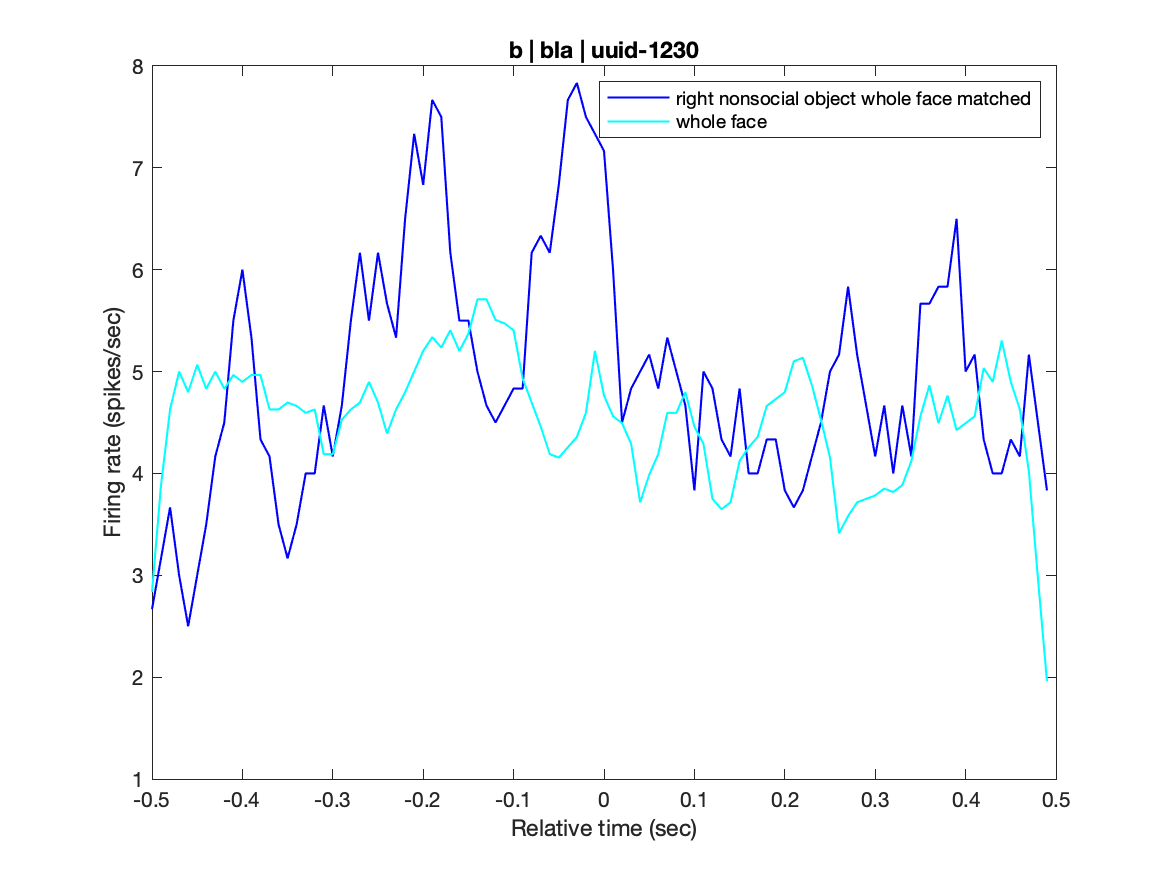 b | bla | uuid-1230
8
7
6
5
4
3
2
1
Firing rate (spikes/sec)
right nonsocial object whole face matched
whole face
-0.5 -0.4 -0.3 -0.2 -0.1 0 0.1 0.2 0.3 0.4 0.5
Relative time (sec)